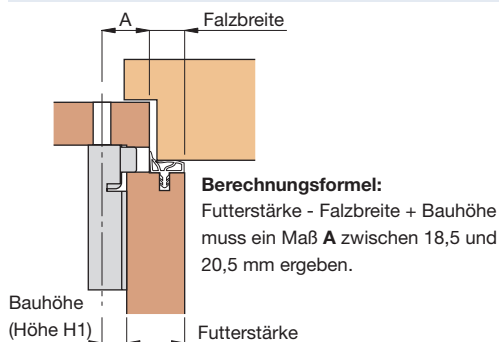 A Falzbreite
Berechnungsformel:
Futterstärke - Falzbreite + Bauhöhe
muss ein Maß A zwischen 18,5 und
20,5 mm ergeben.
Bauhöhe
(Höhe H1)
Futterstärke